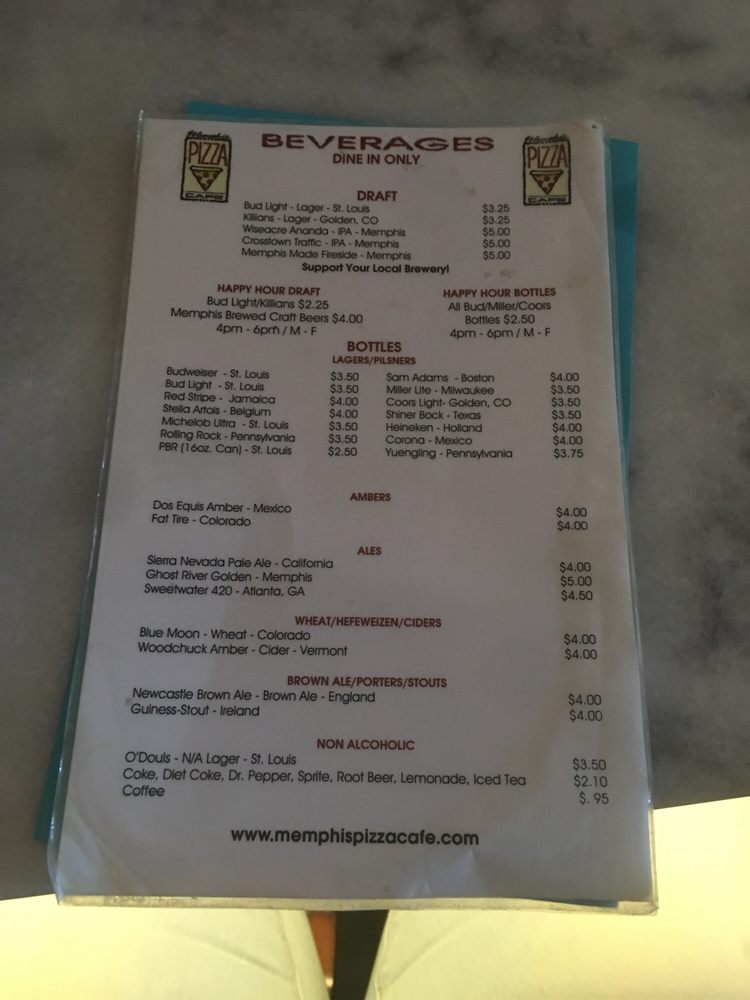 Memphis
PIZZA
CAFE
BEVERAGES
DINE IN ONLY
Memphis
PIZZA
CAFE
DRAFT
Bud Light - Lager - St. Louis $3.25
Killians - Lager - Golden, CO $3.25
Wiseacre Ananda - IPA - Memphis $5.00
Crosstown Traffic - IPA - Memphis $5.00
Memphis Made Fireside - Memphis $5.00
Support Your Local Brewery!
HAPPY HOUR DRAFT
Bud Light/Killians $2.25
Memphis Brewed Craft Beers $4.00
4pm - 6pm / M - F
HAPPY HOUR BOTTLES
All Bud/Miller/Coors
Bottles $2.50
4pm - 6pm / M - F
BOTTLES
LAGERS/PILSNERS
Budweiser - St. Louis $3.50
Bud Light - St. Louis $3.50
Red Stripe - Jamaica $4.00
Stella Artois - Belgium $4.00
Michelob Ultra - St. Louis $3.50
Rolling Rock - Pennsylvania $3.50
PBR (16oz. Can) - St. Louis $2.50
Sam Adams - Boston $4.00
Miller Lite - Milwaukee $3.50
Coors Light- Golden, CO $3.50
Shiner Bock - Texas $3.50
Heineken - Holland $4.00
Corona - Mexico $4.00
Yuengling - Pennsylvania $3.75
AMBERS
Dos Equis Amber - Mexico $4.00
Fat Tire - Colorado $4.00
ALES
Sierra Nevada Pale Ale - California $4.00
Ghost River Golden - Memphis $5.00
Sweetwater 420 - Atlanta, GA $4.50
WHEAT/HEFEWEIZEN/CIDERS
Blue Moon - Wheat - Colorado $4.00
Woodchuck Amber - Cider - Vermont $4.00
BROWN ALE/PORTERS/STOUTS
Newcastle Brown Ale - Brown Ale - England $4.00
Guiness-Stout - Ireland $4.00
NON ALCOHOLIC
O'Douls - N/A Lager - St. Louis $3.50
Coke, Diet Coke, Dr. Pepper, Sprite, Root Beer, Lemonade, Iced Tea $2.10
Coffee $.95
www.memphispizzacafe.com